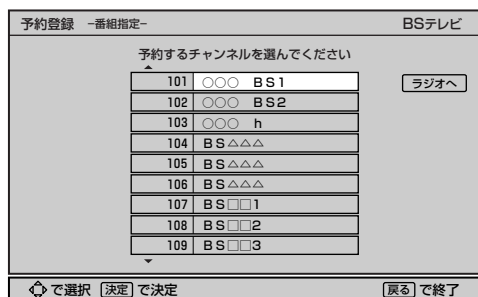 予約登録 −番組指定− BSテレビ
予約するチャンネルを選んでください
101 ○○○ BS1 ラジオへ
102 ○○○ BS2
103 ○○○ h
104 BS△△△
105 BS△△△
106 BS△△△
107 BS□□1
108 BS□□2
109 BS□□3
で選択 決定 で決定 戻る で終了